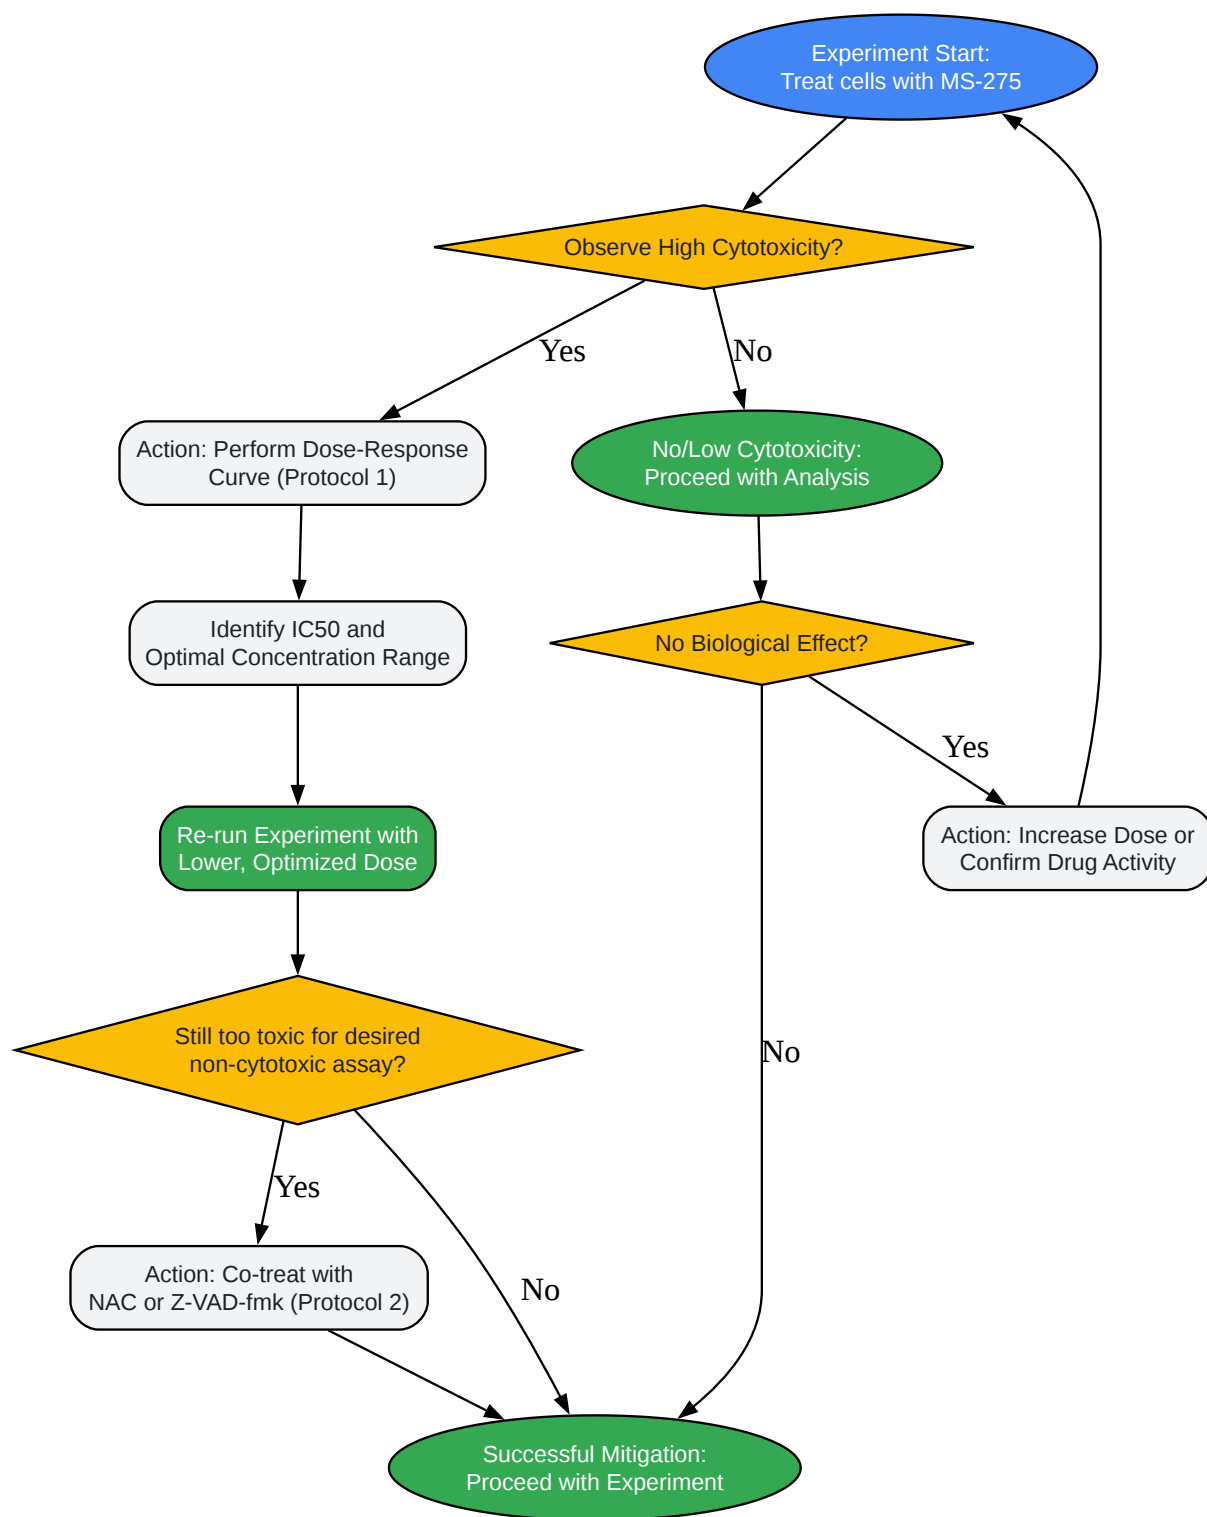 Experiment Start:
Treat cells with MS-275
Observe High Cytotoxicity?
Yes
No
Action: Perform Dose-Response
Curve (Protocol 1)
No/Low Cytotoxicity:
Proceed with Analysis
Identify IC50 and
Optimal Concentration Range
No Biological Effect?
Yes
Re-run Experiment with
Lower, Optimized Dose
Action: Increase Dose or
Confirm Drug Activity
Still too toxic for desired
non-cytotoxic assay?
No
Yes
Action: Co-treat with
NAC or Z-VAD-fmk (Protocol 2)
No
Successful Mitigation:
Proceed with Experiment